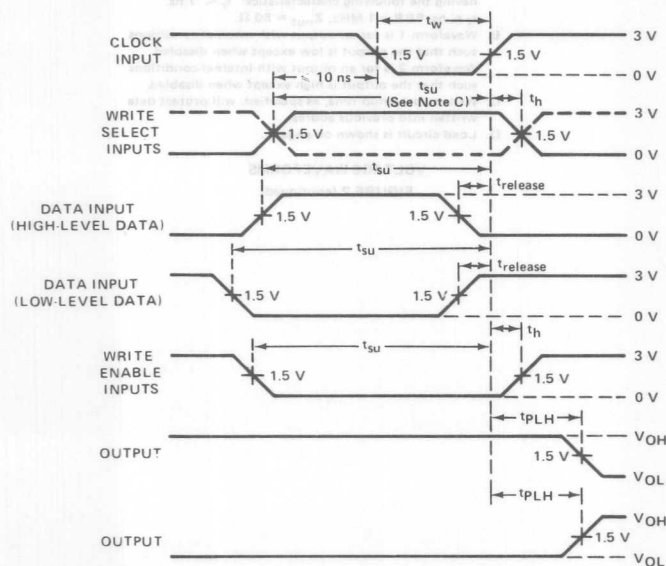 t_w
CLOCK
INPUT
3 V
1.5 V
1.5 V
0 V
⩽ 10 ns
t_su
(See Note C)
t_h
WRITE
SELECT
INPUTS
3 V
1.5 V
1.5 V
0 V
t_su
t_release
3 V
DATA INPUT
(HIGH-LEVEL DATA)
1.5 V
1.5 V
0 V
t_su
t_release
DATA INPUT
(LOW-LEVEL DATA)
3 V
1.5 V
1.5 V
0 V
t_h
t_su
WRITE
ENABLE
INPUTS
3 V
1.5 V
1.5 V
0 V
t_PLH
OUTPUT
V_OH
1.5 V
V_OL
t_PLH
OUTPUT
V_OH
1.5 V
V_OL